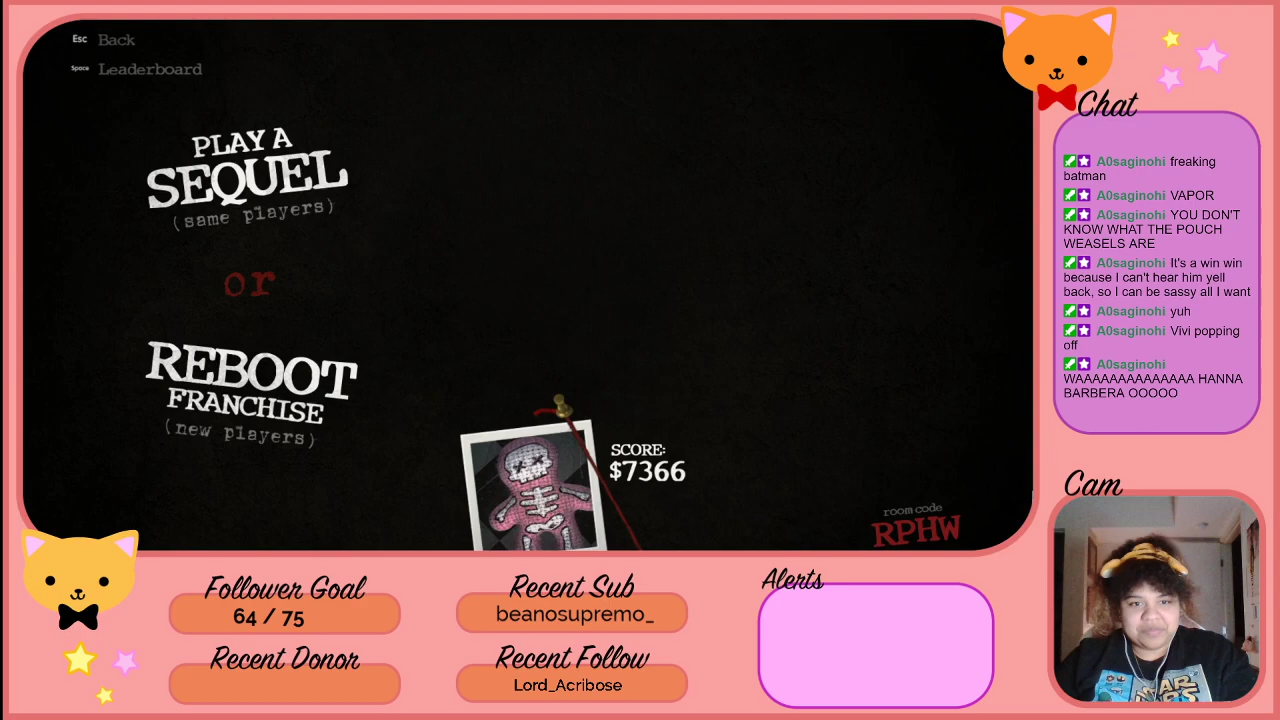 Esc Back
Space Leaderboard
PLAY A
SEQUEL
(same players)
or
REBOOT
FRANCHISE
(new players)
SCORE:
$7366
room code
RPHW
Chat
A0saginohi freaking
batman
A0saginohi VAPOR
A0saginohi YOU DON'T
KNOW WHAT THE POUCH
WEASELS ARE
A0saginohi It's a win win
because I can't hear him yell
back, so I can be sassy all I want
A0saginohi yuh
A0saginohi Vivi popping
off
A0saginohi
WAAAAAAAAAAAAAA HANNA
BARBERA OOOOO
Cam
Follower Goal
64 / 75
Recent Donor
Recent Sub
beanosupremo_
Recent Follow
Lord_Acribose
Alerts